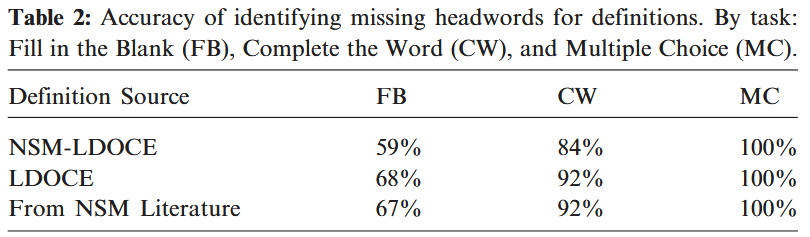 Table 2: Accuracy of identifying missing headwords for definitions. By task:
Fill in the Blank (FB), Complete the Word (CW), and Multiple Choice (MC).
Definition Source FB CW MC
NSM-LDOCE 59% 84% 100%
LDOCE 68% 92% 100%
From NSM Literature 67% 92% 100%